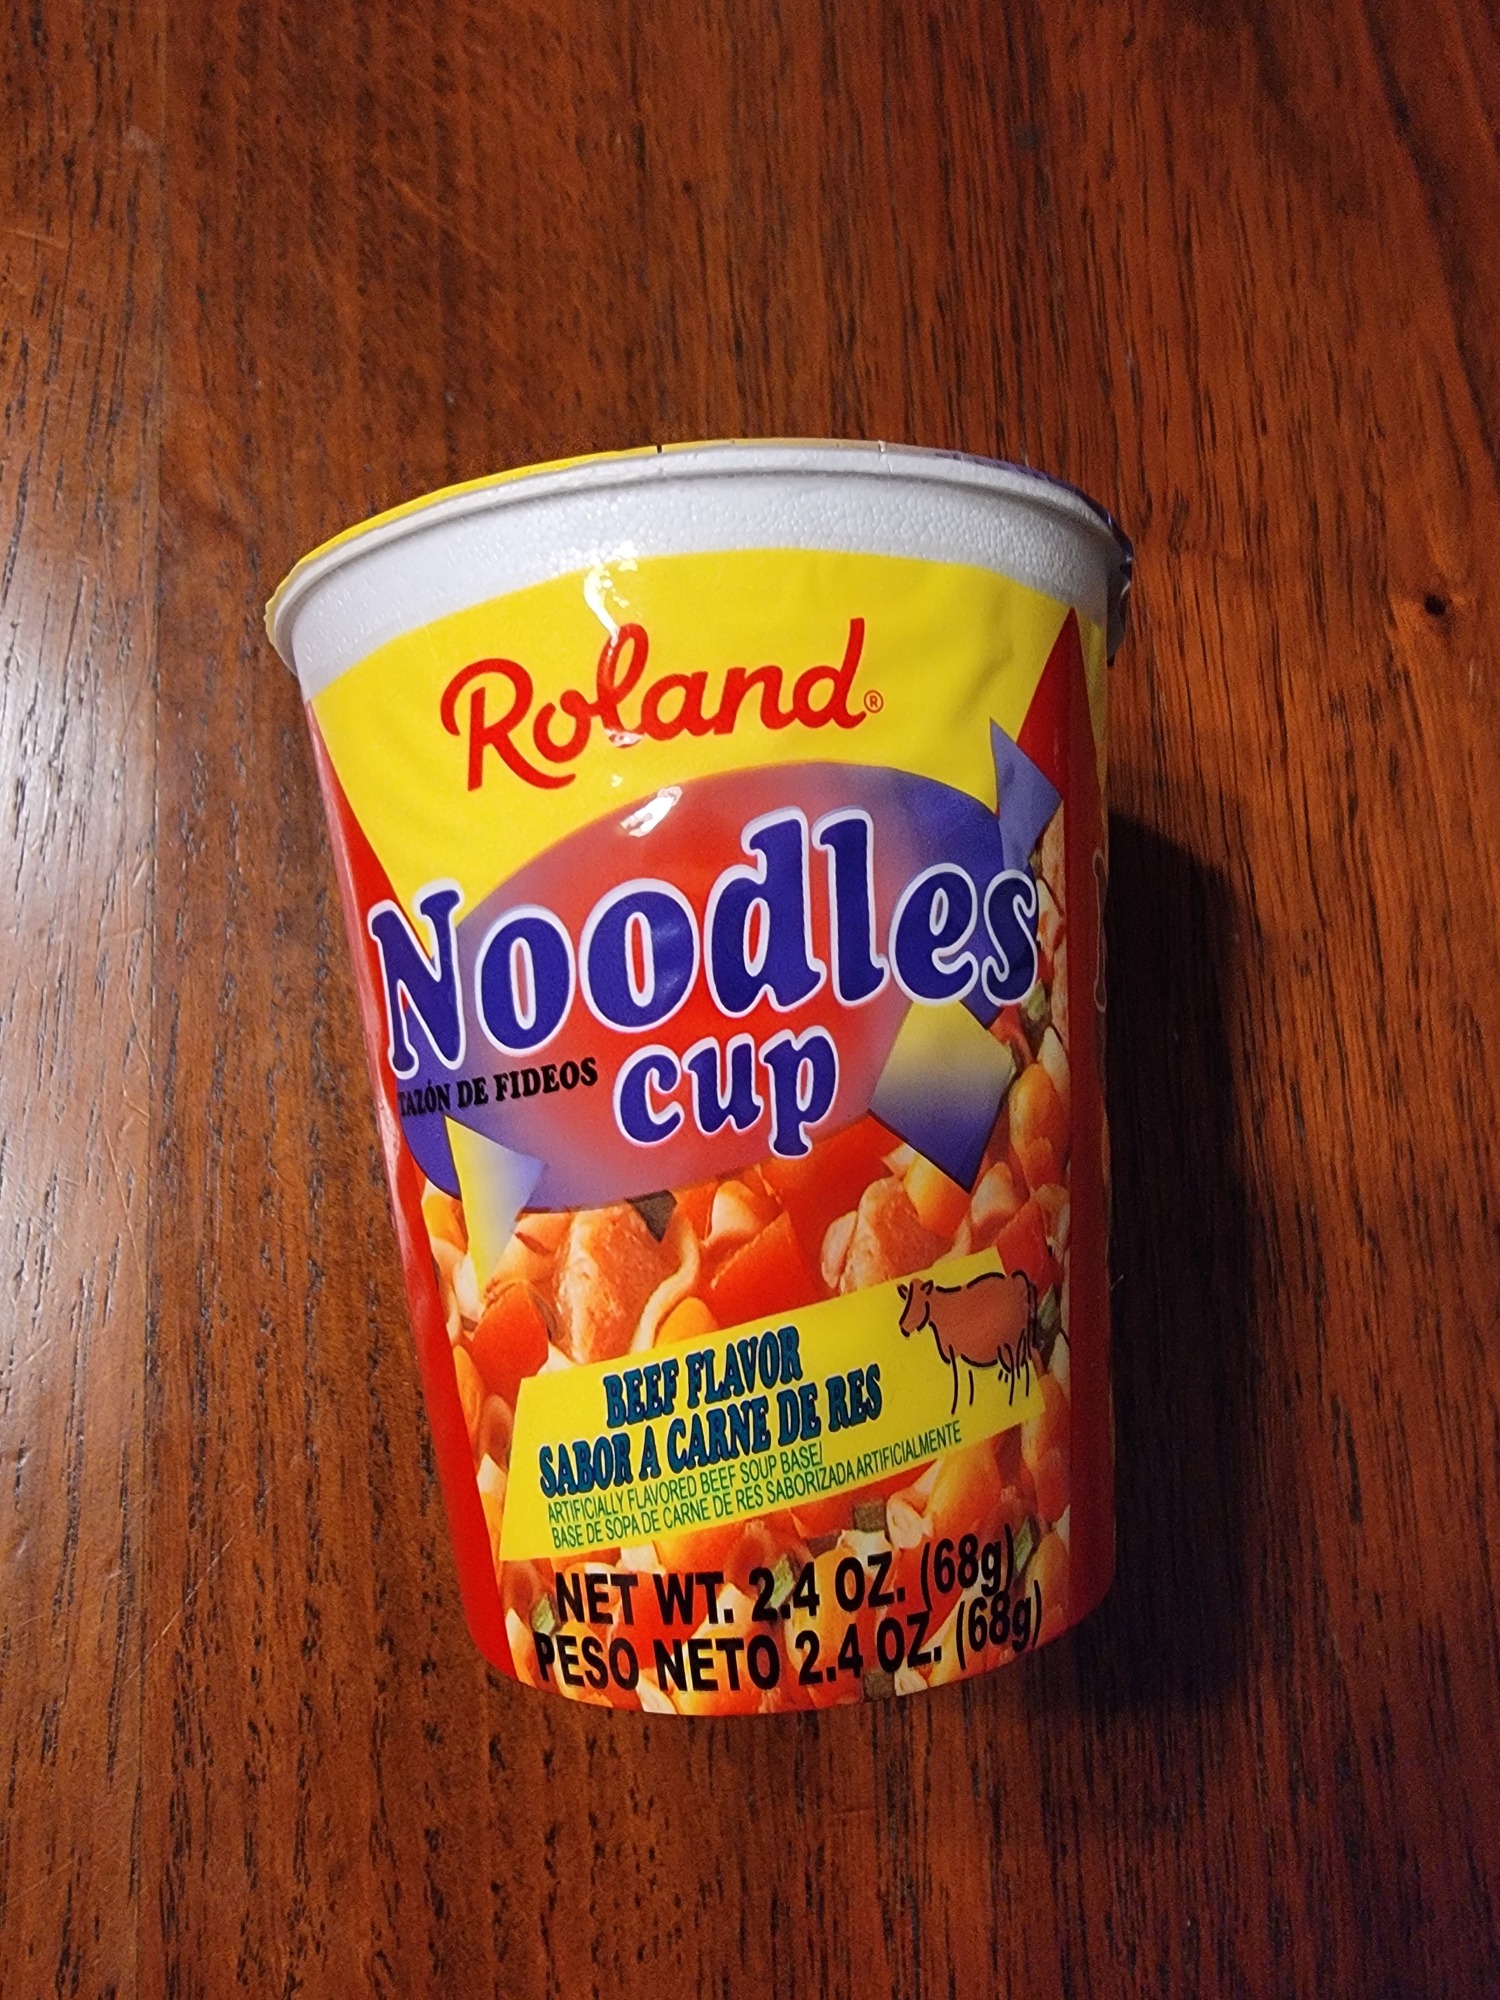 Roland®
Noodles
TAZÓN DE FIDEOS
cup
BEEF FLAVOR
SABOR A CARNE DE RES
ARTIFICIALLY FLAVORED BEEF SOUP BASE/
BASE DE SOPA DE CARNE DE RES SABORIZADA ARTIFICIALMENTE
NET WT. 2.4 OZ. (68g)
PESO NETO 2.4 OZ. (68g)